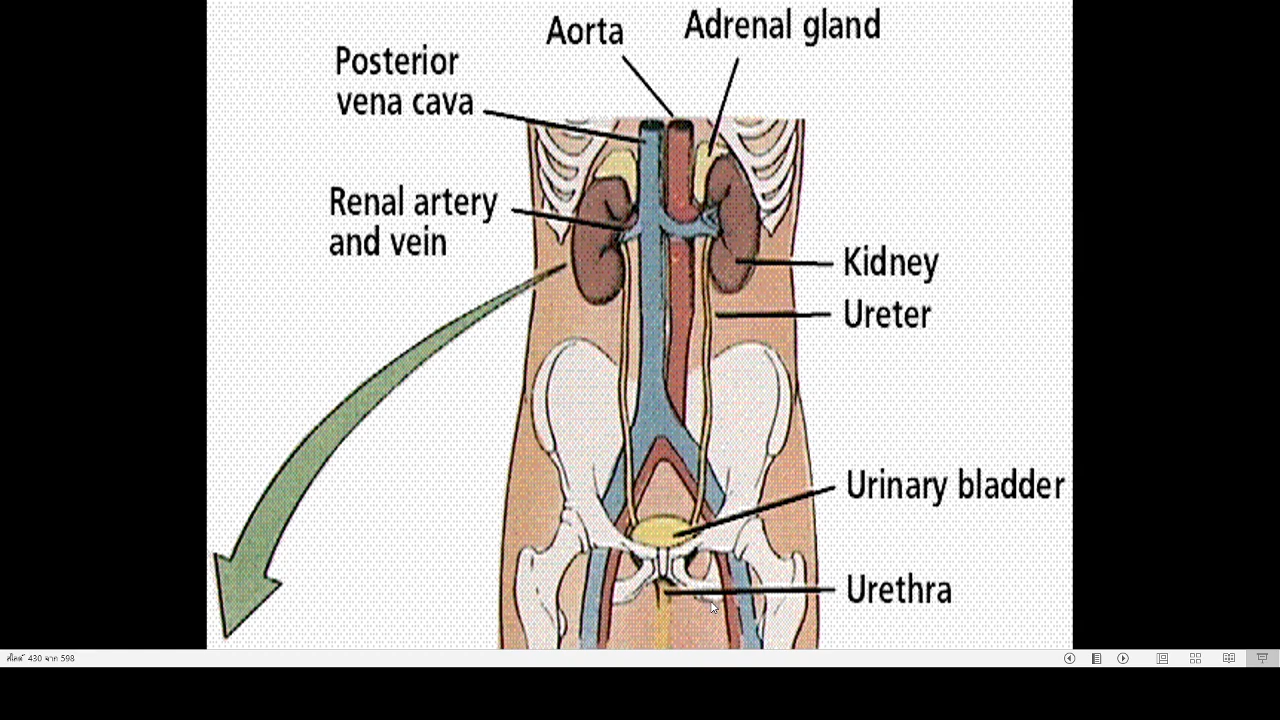 Aorta
Adrenal gland
Posterior
vena cava
Renal artery
and vein
Kidney
Ureter
Urinary bladder
Urethra
สไลด์ 430 จาก 598